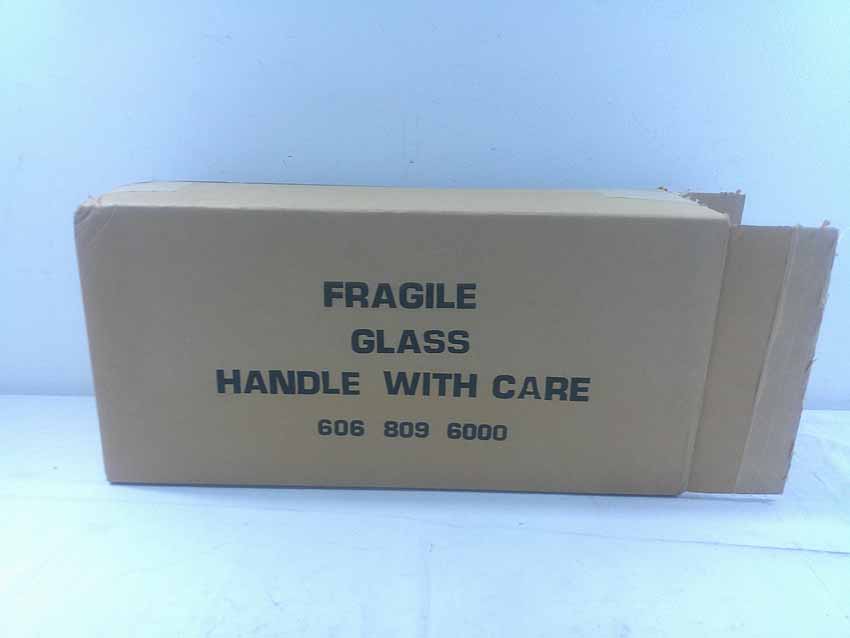 FRAGILE
GLASS
HANDLE WITH CARE
606 809 6000